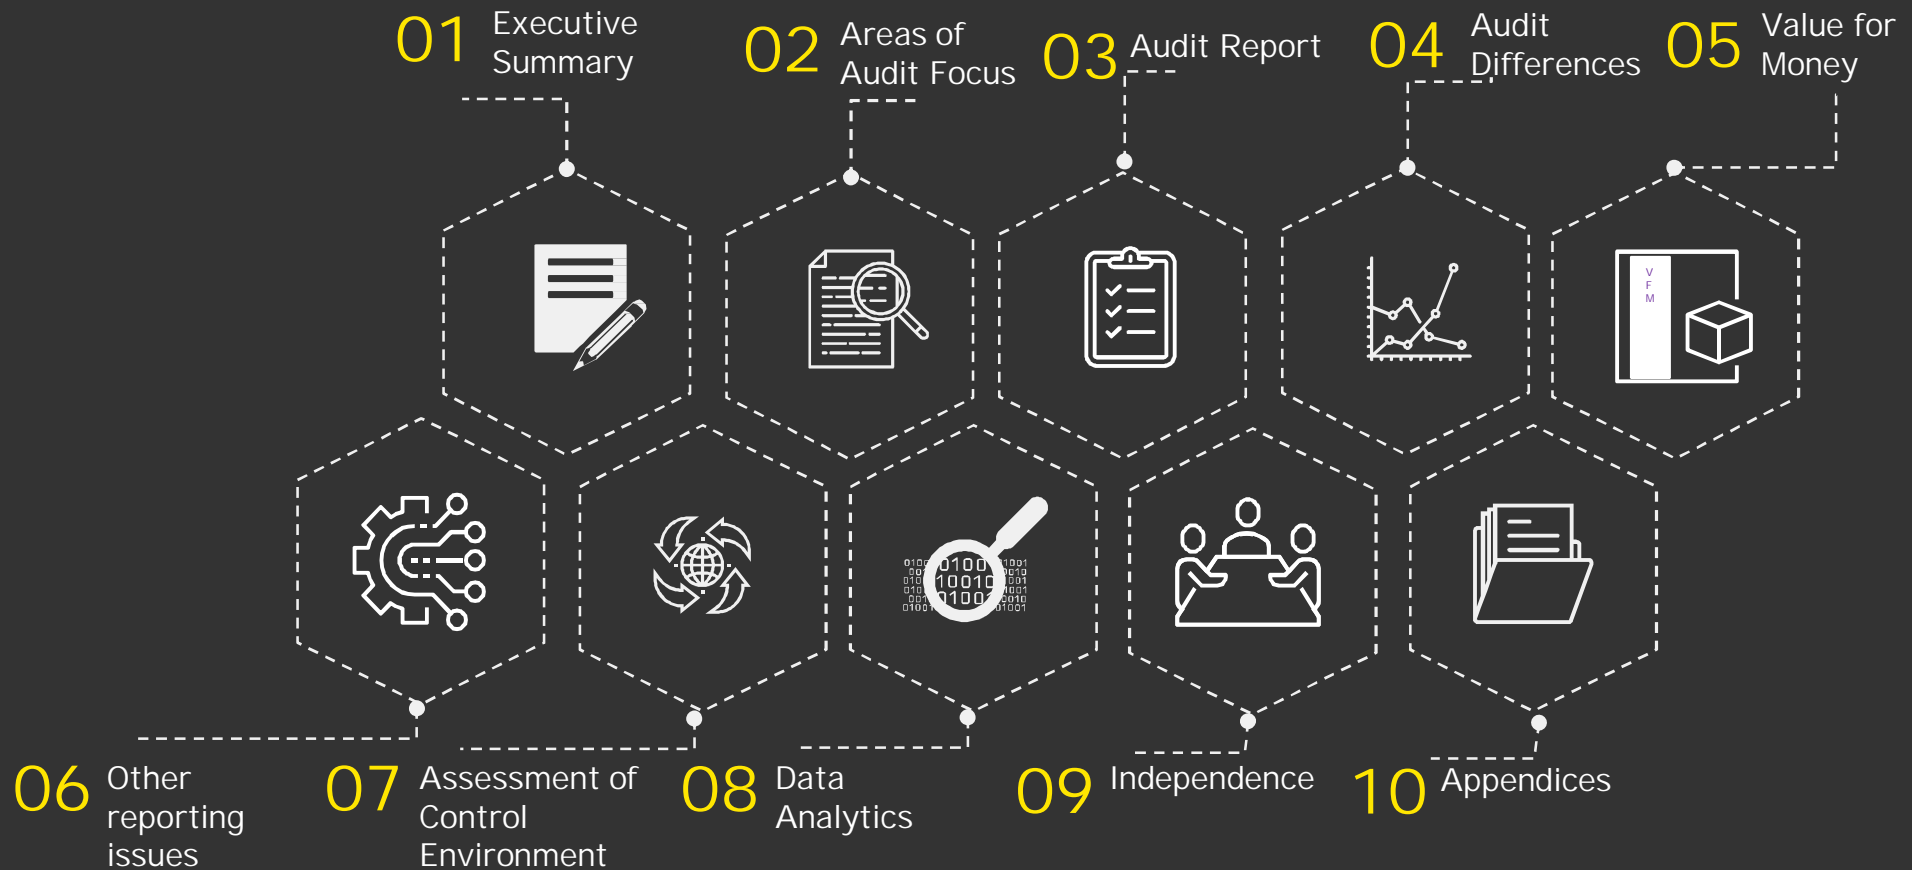 01 Executive
Summary
02 Areas of
Audit Focus
03 Audit Report
04 Audit
Differences
05 Value for
Money
V
F
M
06 Other
reporting
issues
07 Assessment of
Control
Environment
08 Data
Analytics
09 Independence
10 Appendices